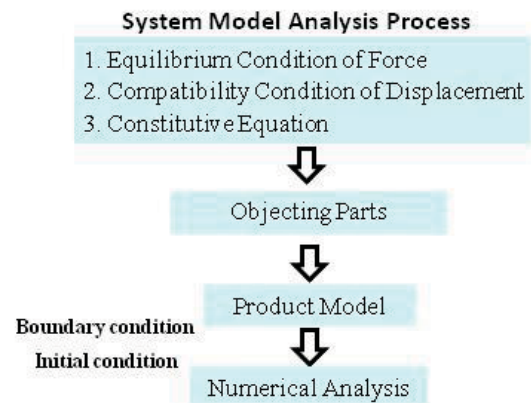 System Model Analysis Process
1. Equilibrium Condition of Force
2. Compatibility Condition of Displacement
3. Constitutive Equation
Objecting Parts
Product Model
Boundary condition
Initial condition
Numerical Analysis